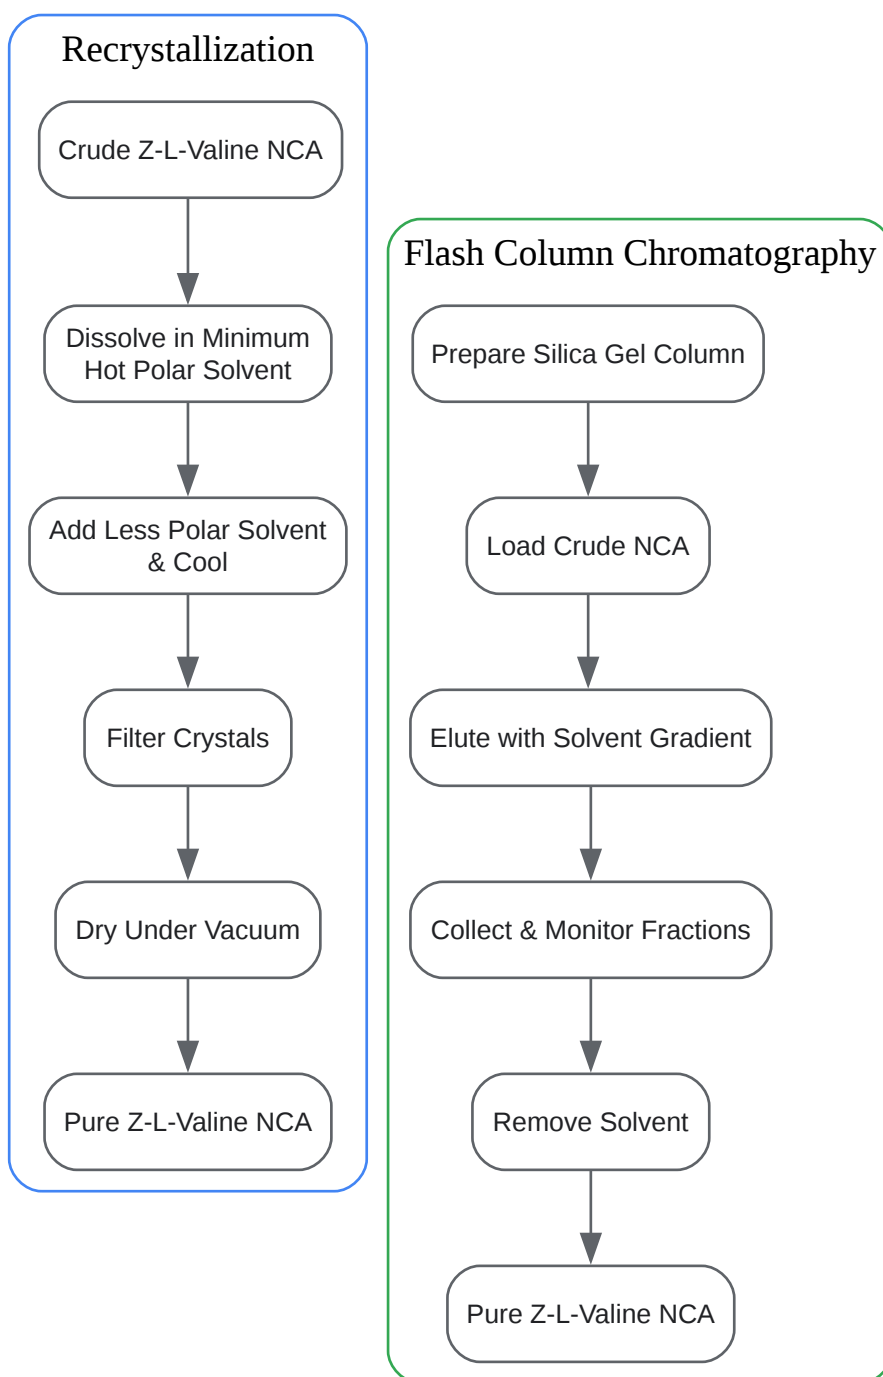 Recrystallization
Crude Z-L-Valine NCA
Dissolve in Minimum
Hot Polar Solvent
Add Less Polar Solvent
& Cool
Filter Crystals
Dry Under Vacuum
Pure Z-L-Valine NCA
Flash Column Chromatography
Prepare Silica Gel Column
Load Crude NCA
Elute with Solvent Gradient
Collect & Monitor Fractions
Remove Solvent
Pure Z-L-Valine NCA